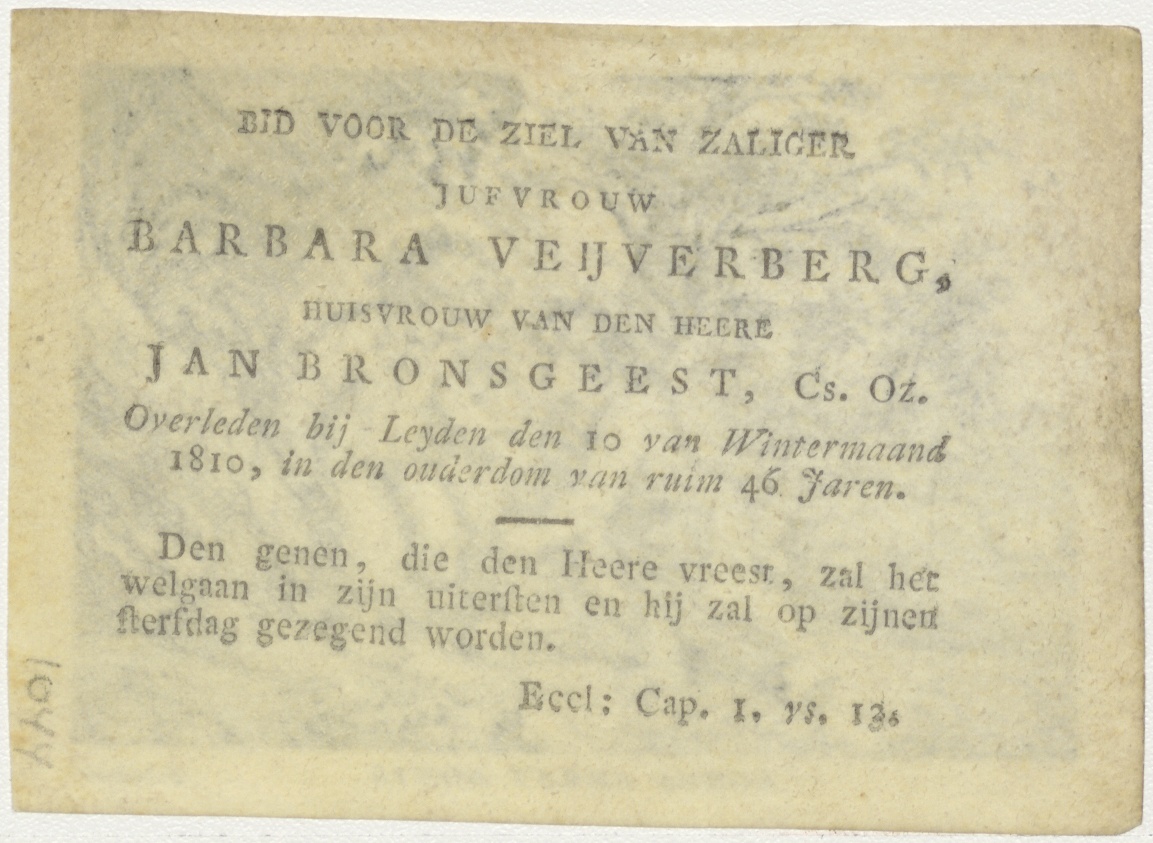 BID VOOR DE ZIEL VAN ZALIGER
JUFVROUW
BARBARA VEIJVERBERG,
HUISVROUW VAN DEN HEERE
JAN BRONSGEEST, Cs. Oz.
Overleden bij Leyden den 10 van Wintermaand
1810, in den ouderdom van ruim 46 Jaren.
Den genen, die den Heere vreest, zal het
welgaan in zijn uiterſten en hij zal op zijnen
ſterfdag gezegend worden.
Eccl: Cap. 1. vs. 13.